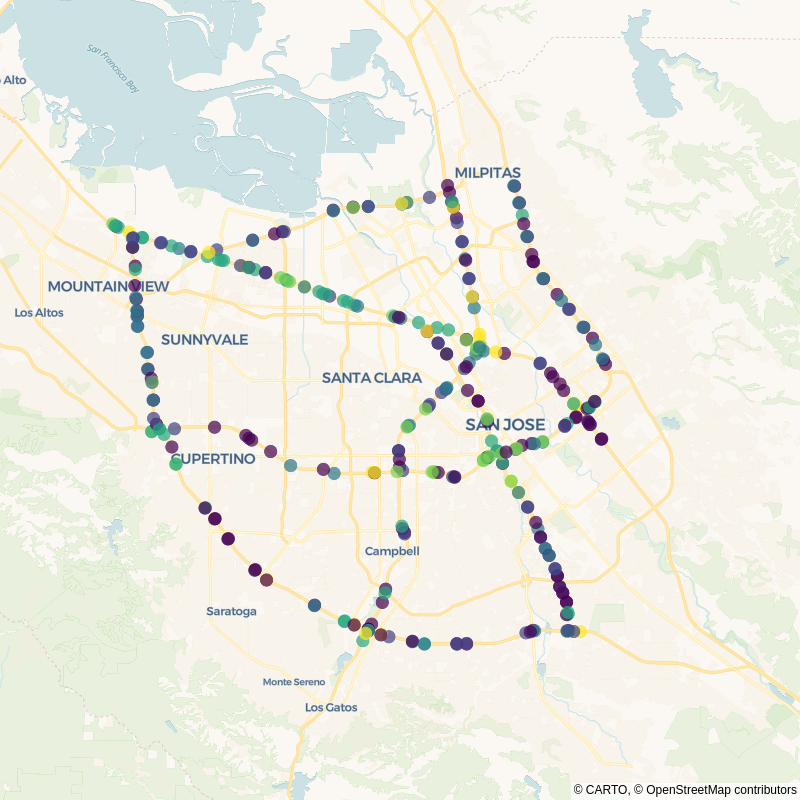 San Francisco Bay
Alto
MILPITAS
MOUNTAIN VIEW
Los Altos
SUNNYVALE
SANTA CLARA
SAN JOSE
CUPERTINO
Campbell
Saratoga
Monte Sereno
Los Gatos
© CARTO, © OpenStreetMap contributors